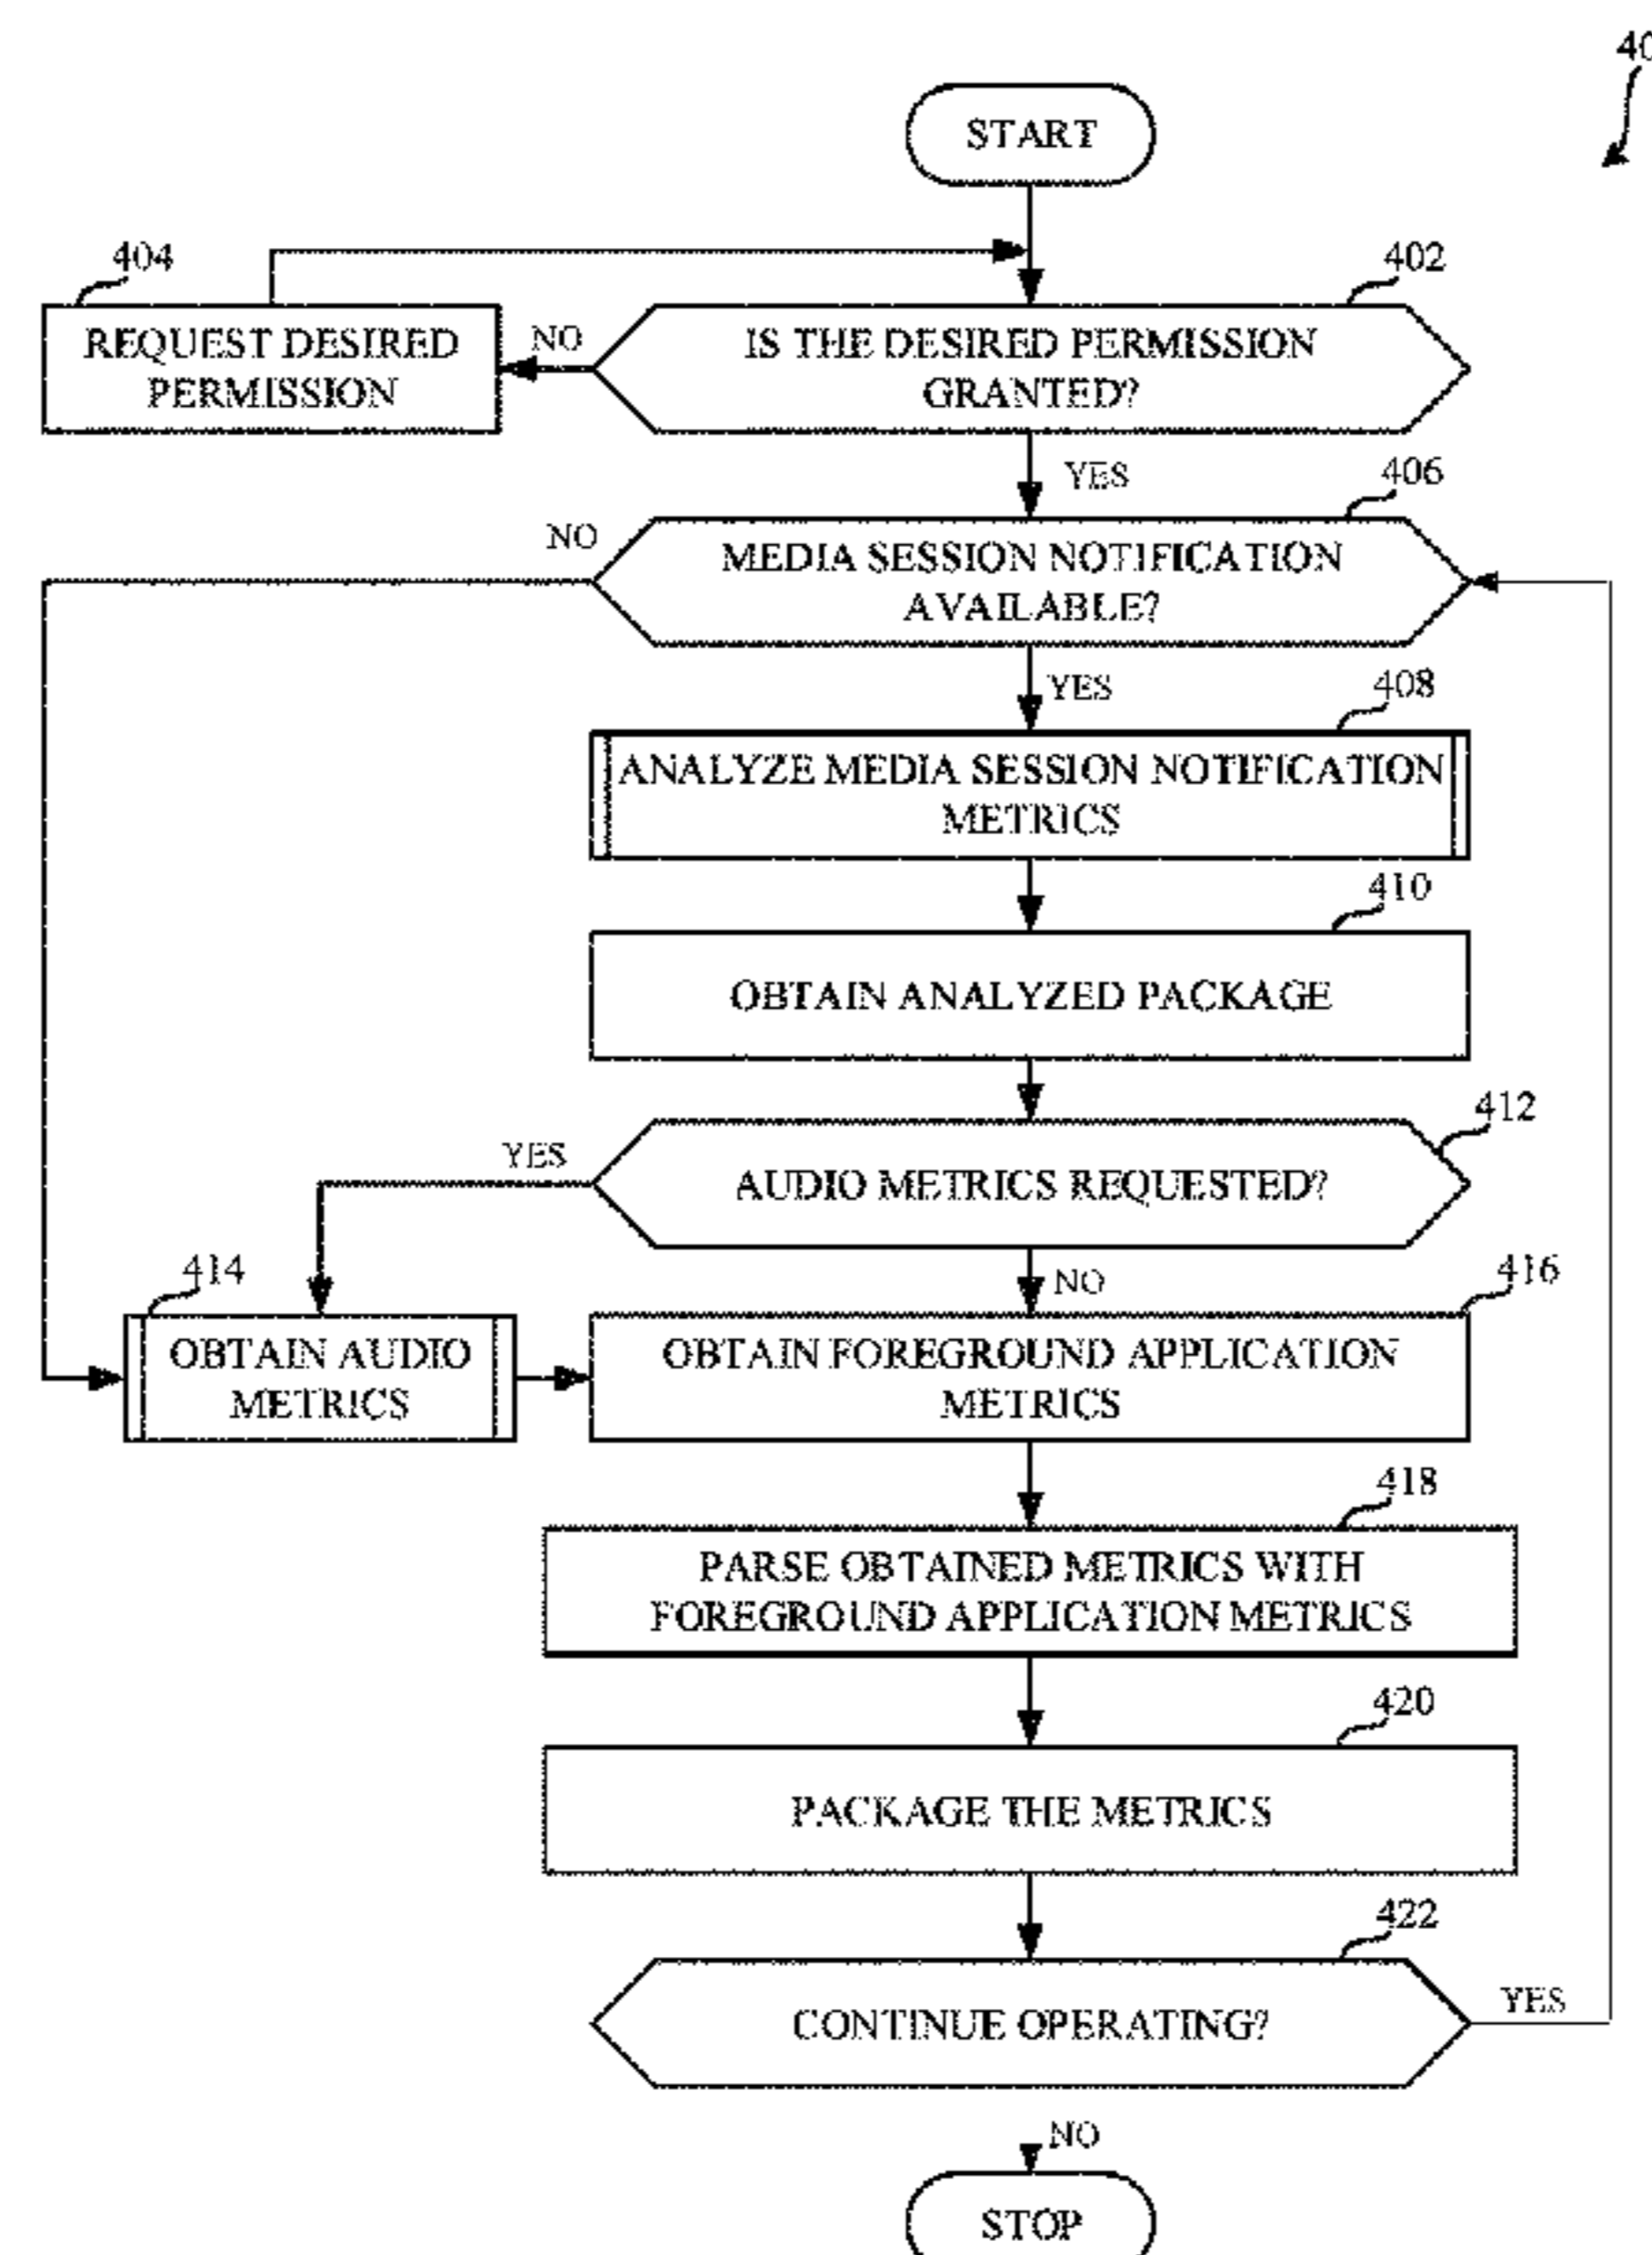 40
START
404
402
REQUEST DESIRED
PERMISSION
NO
IS THE DESIRED PERMISSION
GRANTED?
YES
406
NO
MEDIA SESSION NOTIFICATION
AVAILABLE?
YES
408
ANALYZE MEDIA SESSION NOTIFICATION
METRICS
410
OBTAIN ANALYZED PACKAGE
412
YES
AUDIO METRICS REQUESTED?
414
NO
416
OBTAIN AUDIO
METRICS
OBTAIN FOREGROUND APPLICATION
METRICS
418
PARSE OBTAINED METRICS WITH
FOREGROUND APPLICATION METRICS
420
PACKAGE THE METRICS
422
CONTINUE OPERATING?
YES
NO
STOP